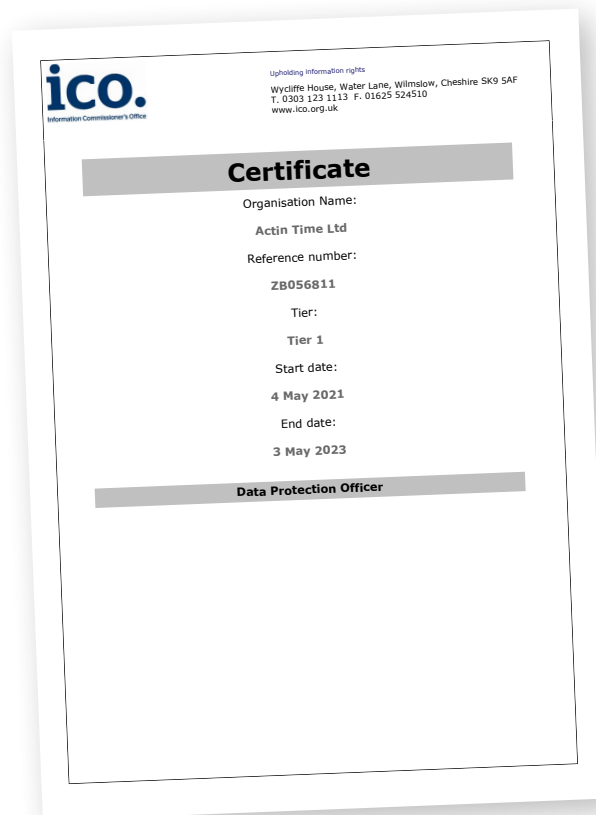 ico.
Information Commissioner's Office
Upholding information rights
Wycliffe House, Water Lane, Wilmslow, Cheshire SK9 5AF
T. 0303 123 1113 F. 01625 524510
www.ico.org.uk
Certificate
Organisation Name:
Actin Time Ltd
Reference number:
ZB056811
Tier:
Tier 1
Start date:
4 May 2021
End date:
3 May 2023
Data Protection Officer